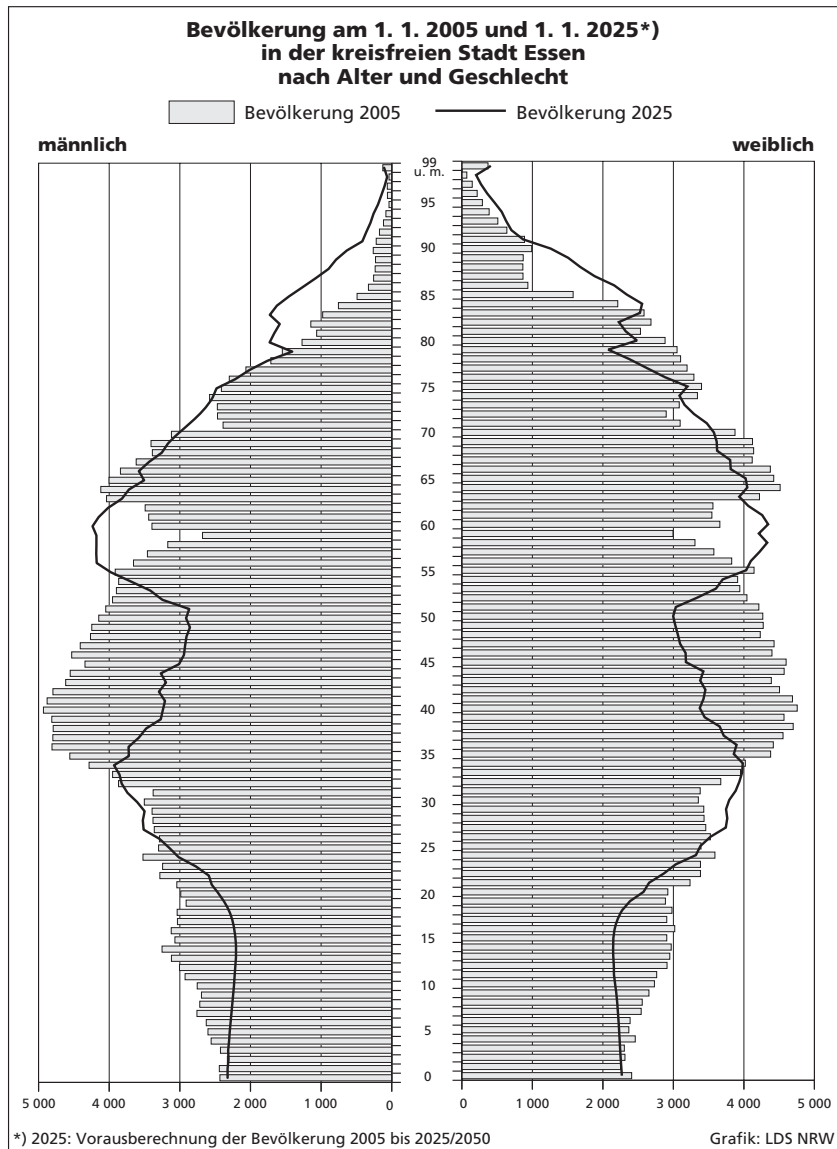 Bevölkerung am 1. 1. 2005 und 1. 1. 2025*)
in der kreisfreien Stadt Essen
nach Alter und Geschlecht
Bevölkerung 2005 Bevölkerung 2025
männlich weiblich
99
u. m.
95
90
85
80
75
70
65
60
55
50
45
40
35
30
25
20
15
10
5
0
5 000 4 000 3 000 2 000 1 000 0 0 1 000 2 000 3 000 4 000 5 000
*) 2025: Vorausberechnung der Bevölkerung 2005 bis 2025/2050 Grafik: LDS NRW